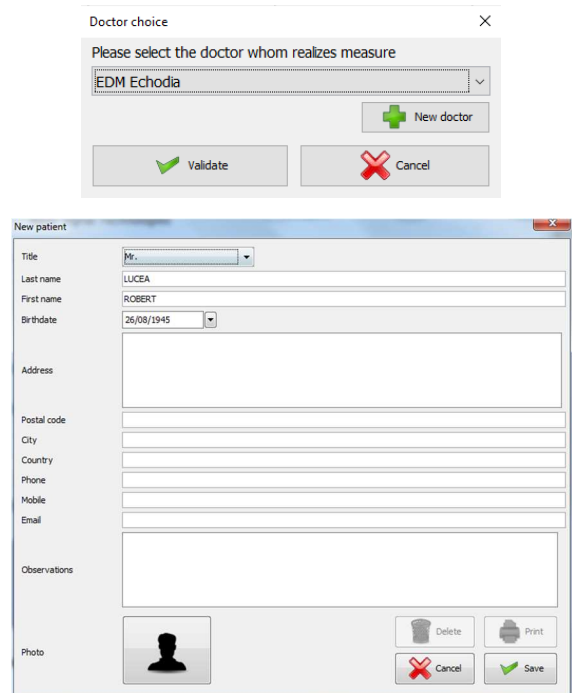 Doctor choice
Please select the doctor whom realizes measure
EDM Echodia
New doctor
Validate
Cancel
New patient
Title
Mr.
Last name
LUCEA
First name
ROBERT
Birthdate
26/08/1945
Address
Postal code
City
Country
Phone
Mobile
Email
Observations
Photo
Delete
Print
Cancel
Save